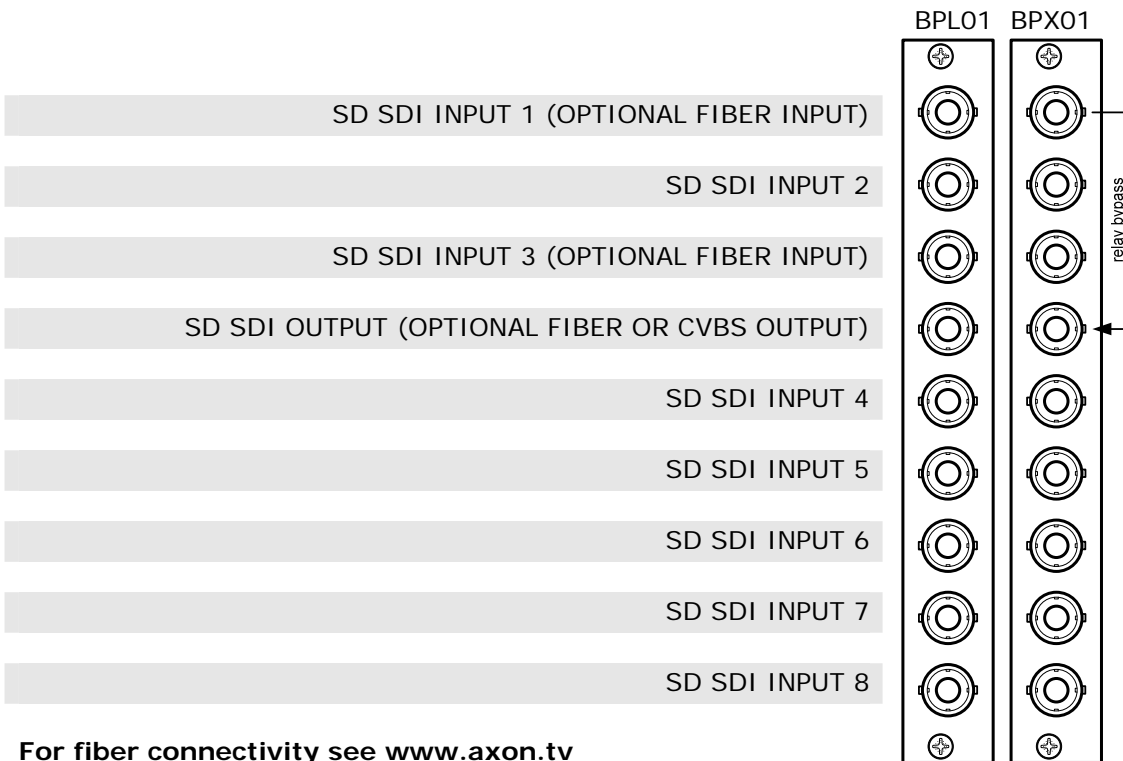 BPL01 BPX01
SD SDI INPUT 1 (OPTIONAL FIBER INPUT)
SD SDI INPUT 2
relay bypass
SD SDI INPUT 3 (OPTIONAL FIBER INPUT)
SD SDI OUTPUT (OPTIONAL FIBER OR CVBS OUTPUT)
SD SDI INPUT 4
SD SDI INPUT 5
SD SDI INPUT 6
SD SDI INPUT 7
SD SDI INPUT 8
For fiber connectivity see www.axon.tv